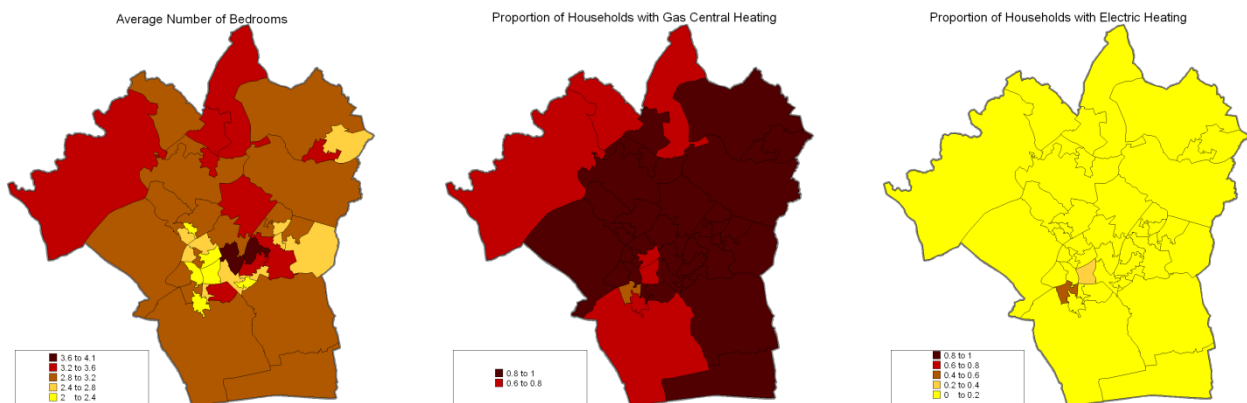 Average Number of Bedrooms
3.6 to 4.1
3.2 to 3.6
2.8 to 3.2
2.4 to 2.8
2 to 2.4
Proportion of Households with Gas Central Heating
0.8 to 1
0.6 to 0.8
Proportion of Households with Electric Heating
0.8 to 1
0.6 to 0.8
0.4 to 0.6
0.2 to 0.4
0 to 0.2